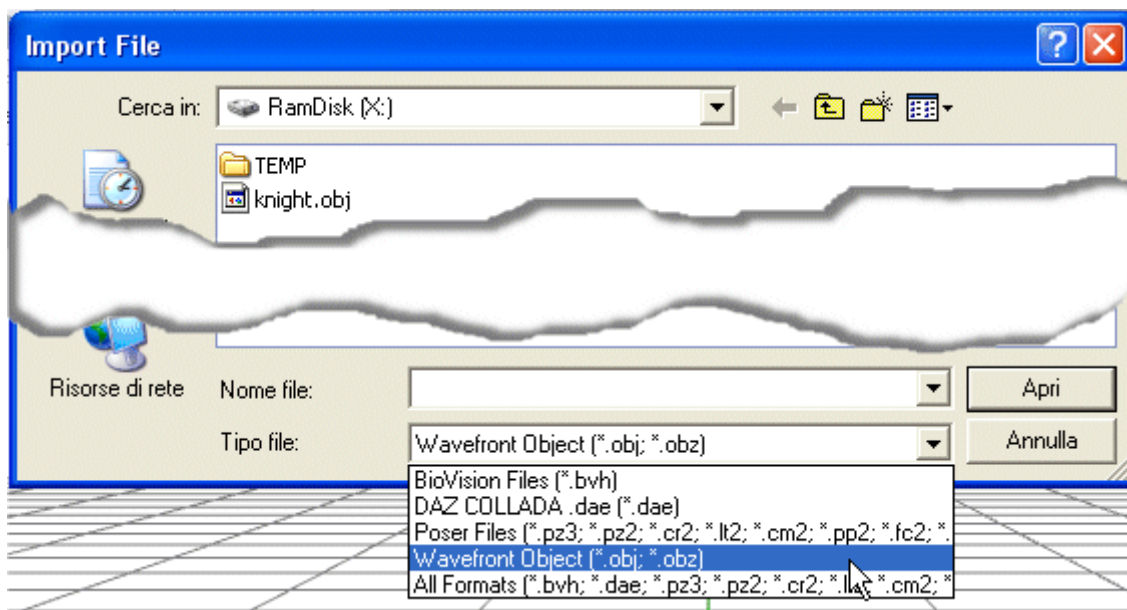 Import File
Cerca in: RamDisk (X:)
TEMP
knight.obj
Risorse di rete
Nome file:
Apri
Tipo file: Wavefront Object (*.obj; *.obz)
Annulla
BioVision Files (*.bvh)
DAZ COLLADA .dae (*.dae)
Poser Files (*.pz3; *.pz2; *.cr2; *.lt2; *.cm2; *.pp2; *.fc2; *.
Wavefront Object (*.obj; *.obz)
All Formats (*.bvh; *.dae; *.pz3; *.pz2; *.cr2; *.cm2; *